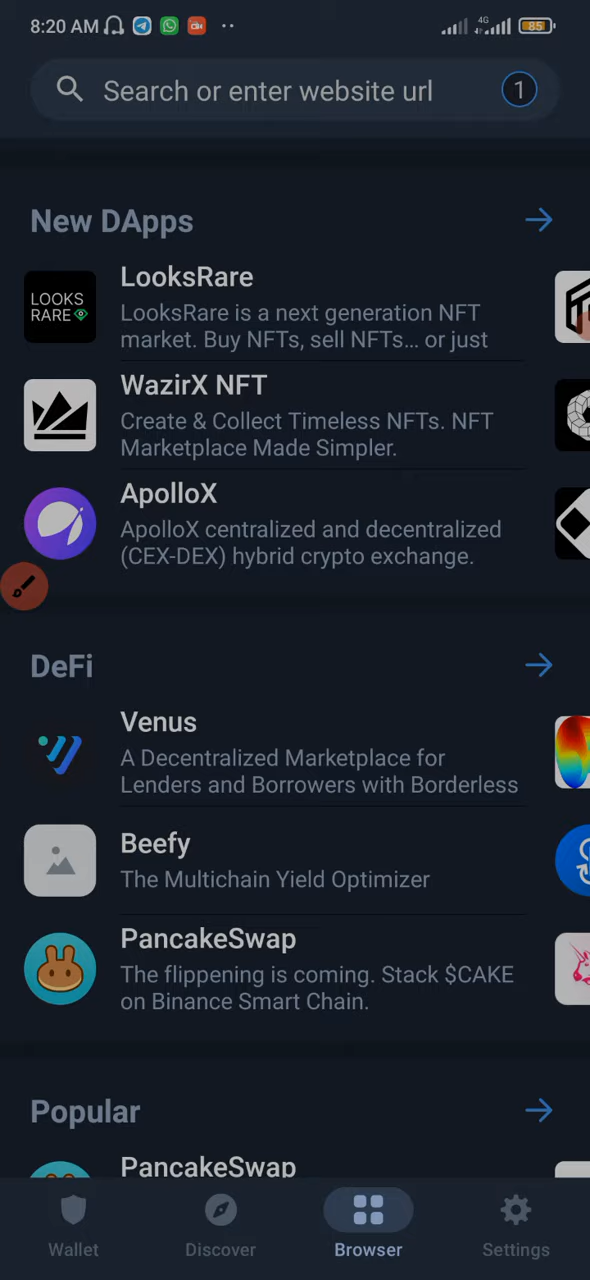 8:20 AM
4G
85
Search or enter website url
1
New DApps
LooksRare
LOOKS
RARE
LooksRare is a next generation NFT
market. Buy NFTs, sell NFTs... or just
WazirX NFT
Create & Collect Timeless NFTs. NFT
Marketplace Made Simpler.
ApolloX
ApolloX centralized and decentralized
(CEX-DEX) hybrid crypto exchange.
DeFi
Venus
A Decentralized Marketplace for
Lenders and Borrowers with Borderless
Beefy
The Multichain Yield Optimizer
PancakeSwap
The flippening is coming. Stack $CAKE
on Binance Smart Chain.
Popular
PancakeSwap
Wallet
Discover
Browser
Settings